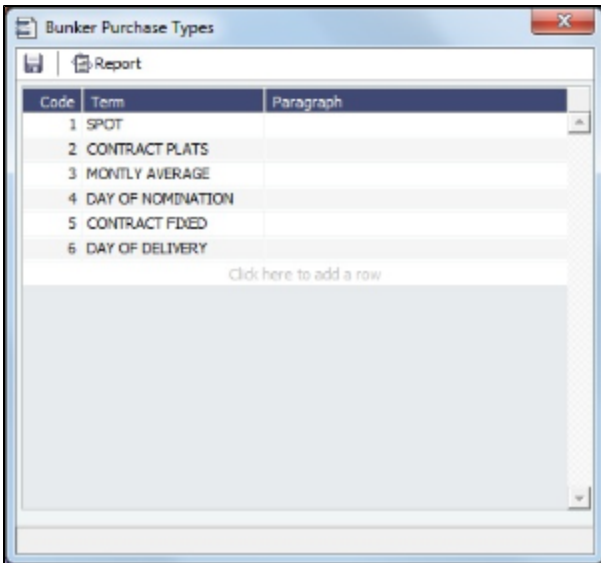 Bunker Purchase Types
Report
Code Term Paragraph
1 SPOT
2 CONTRACT PLATS
3 MONTLY AVERAGE
4 DAY OF NOMINATION
5 CONTRACT FIXED
6 DAY OF DELIVERY
Click here to add a row